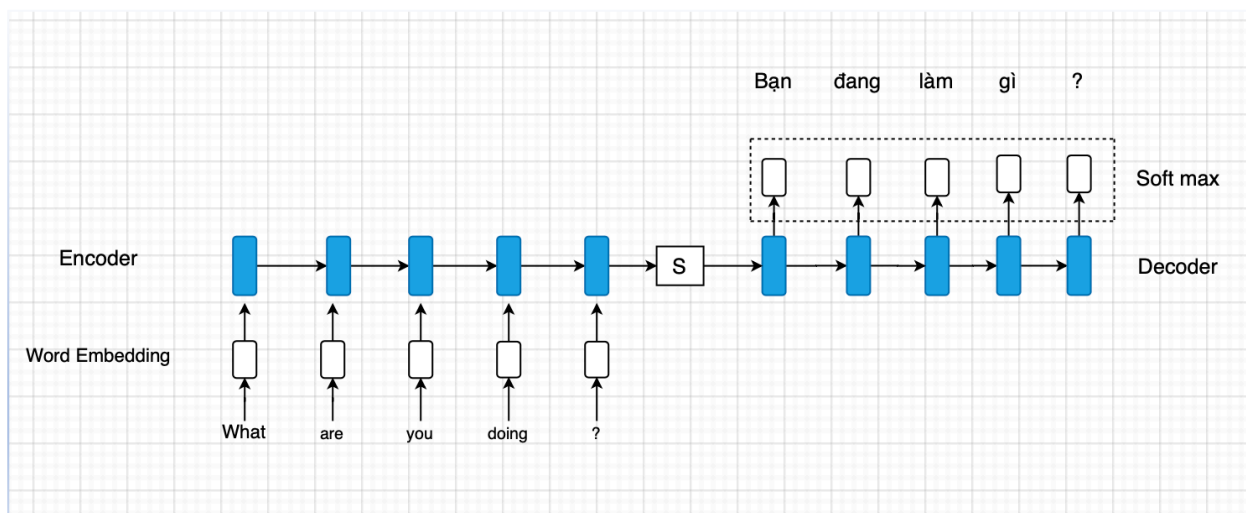 Bạn đang làm gì ?
Soft max
Encoder
S
Decoder
Word Embedding
What are you doing ?